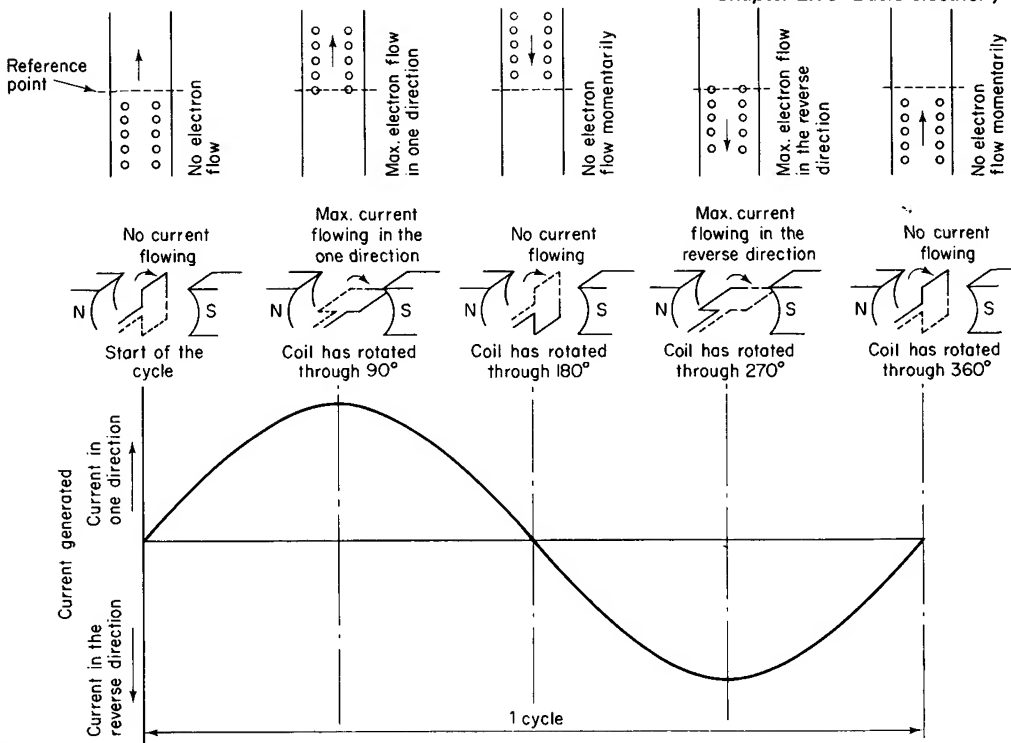 Reference
point
No electron
flow
Max. electron flow
in one direction
No electron
flow momentarily
Max. electron flow
in the reverse
direction
No electron
flow momentarily
No current
flowing
Max. current
flowing in the
one direction
No current
flowing
Max. current
flowing in the
reverse direction
No current
flowing
N S
N S
N S
N S
N S
Start of the
cycle
Coil has rotated
through 90°
Coil has rotated
through 180°
Coil has rotated
through 270°
Coil has rotated
through 360°
Current generated
Current in
one direction
Current in the
reverse direction
1 cycle